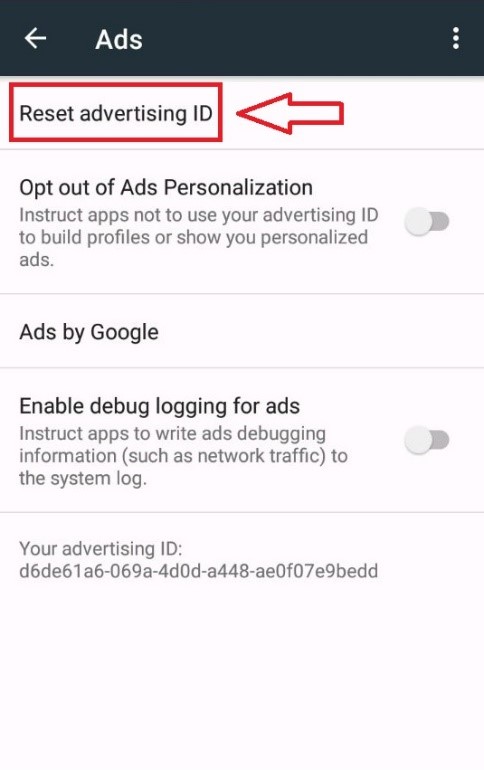 Ads
Reset advertising ID
Opt out of Ads Personalization
Instruct apps not to use your advertising ID
to build profiles or show you personalized
ads.
Ads by Google
Enable debug logging for ads
Instruct apps to write ads debugging
information (such as network traffic) to
the system log.
Your advertising ID:
d6de61a6-069a-4d0d-a448-ae0f07e9bedd